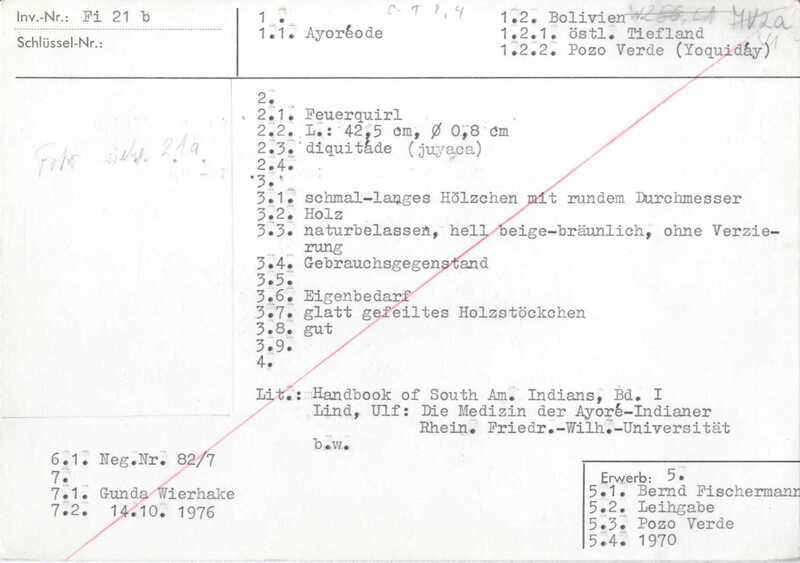 Inv.-Nr.: Fi 21 b
Schlüssel-Nr.:
1.
1.1. Ayoréode
1.2. Bolivien
1.2.1. östl. Tiefland
1.2.2. Pozo Verde (Yoquidáy)
2.
2.1. Feuerquirl
2.2. L.: 42,5 cm, Ø 0,8 cm
2.3. diquitáde (juyaca)
2.4.
3.
3.1. schmal-langes Hölzchen mit rundem Durchmesser
3.2. Holz
3.3. naturbelassen, hell beige-bräunlich, ohne Verzie-
rung
3.4. Gebrauchsgegenstand
3.5.
3.6. Eigenbedarf
3.7. glatt gefeiltes Holzstöckchen
3.8. gut
3.9.
4.
Lit.: Handbook of South Am. Indians, Bd. I
Lind, Ulf: Die Medizin der Ayoré-Indianer
Rhein. Friedr.-Wilh.-Universität
b.w.
Foto siehe 21a
6.1. Neg.Nr. 82/7
7.
7.1. Gunda Wierhake
7.2. 14.10. 1976
Erwerb: 5.
5.1. Bernd Fischermann
5.2. Leihgabe
5.3. Pozo Verde
5.4. 1970